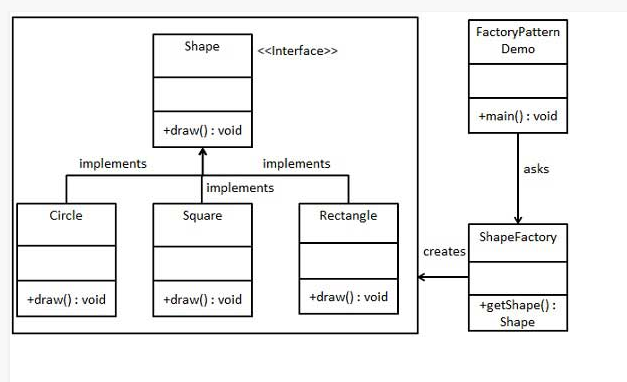 Shape
<<Interface>>
+draw() : void
implements
implements
implements
Circle
+draw() : void
Square
+draw() : void
Rectangle
+draw() : void
FactoryPattern
Demo
+main() : void
asks
creates
ShapeFactory
+getShape() :
Shape